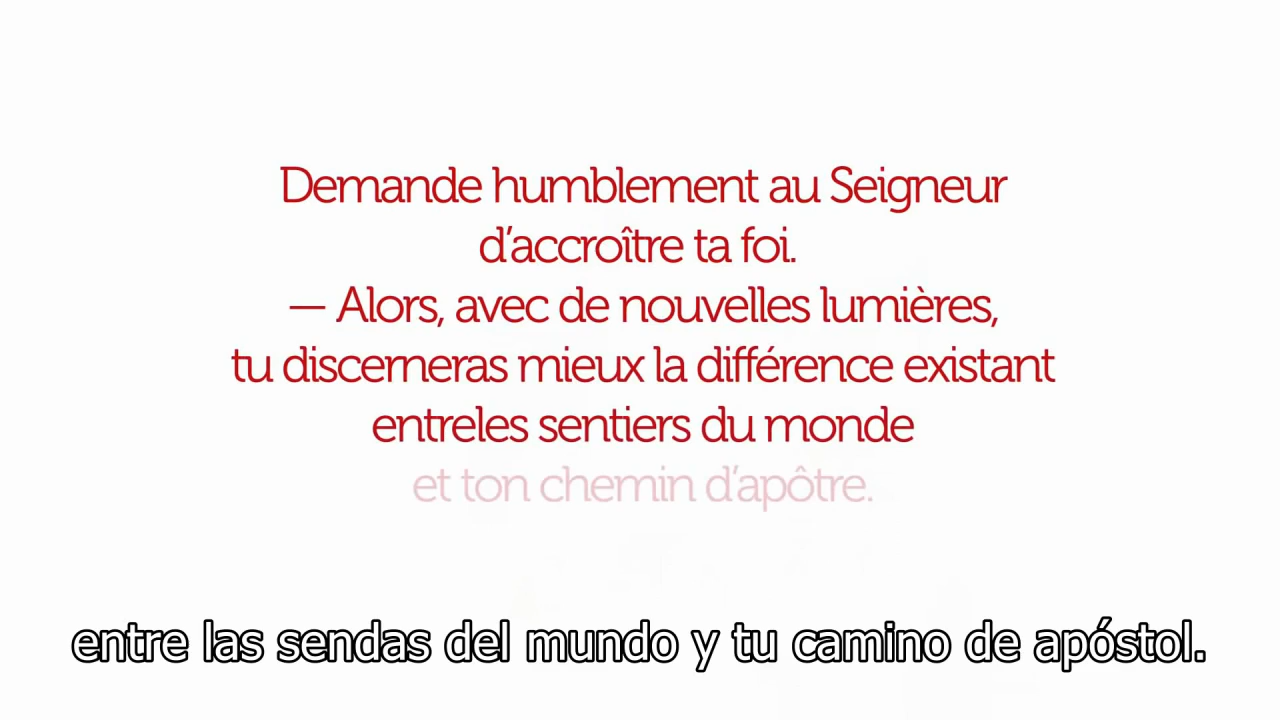 Demande humblement au Seigneur
d'accroître ta foi.
— Alors, avec de nouvelles lumières,
tu discerneras mieux la différence existant
entreles sentiers du monde
et ton chemin d'apôtre.
entre las sendas del mundo y tu camino de apóstol.